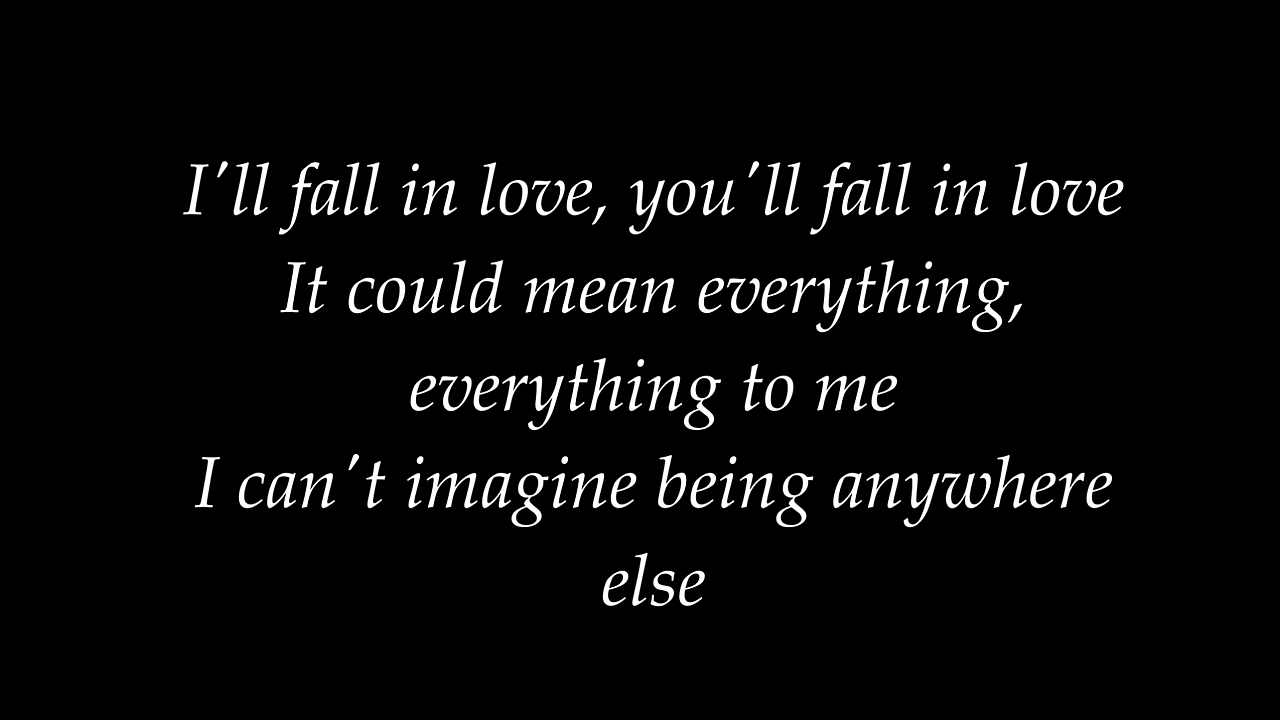 I'll fall in love, you'll fall in love
It could mean everything,
everything to me
I can't imagine being anywhere
else